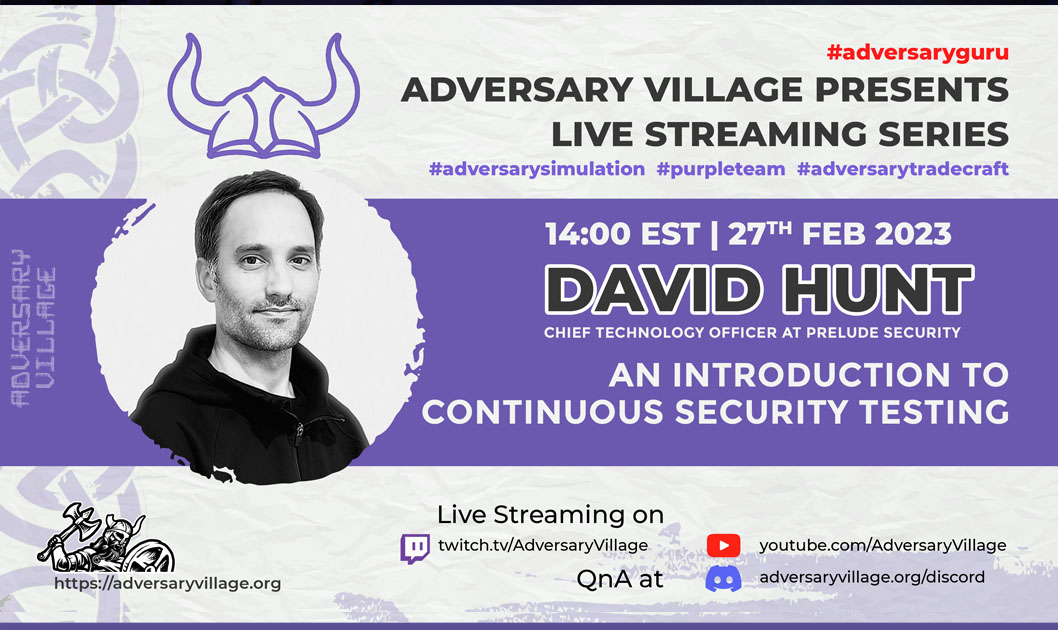 #adversaryguru
ADVERSARY VILLAGE PRESENTS
LIVE STREAMING SERIES
#adversarysimulation #purpleteam #adversarytradecraft
ADVERSARY
VILLAGE
14:00 EST | 27TH FEB 2023
DAVID HUNT
CHIEF TECHNOLOGY OFFICER AT PRELUDE SECURITY
AN INTRODUCTION TO
CONTINUOUS SECURITY TESTING
https://adversaryvillage.org
Live Streaming on
twitch.tv/AdversaryVillage
youtube.com/AdversaryVillage
QnA at
adversaryvillage.org/discord